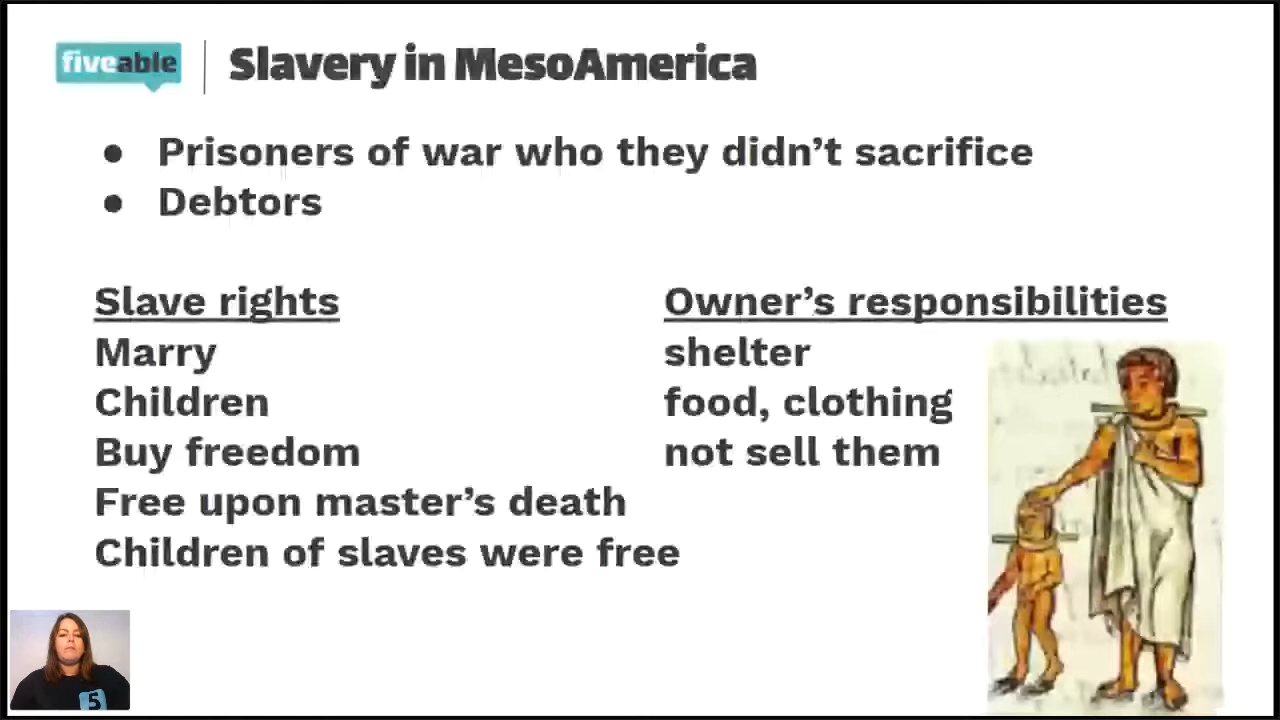 fiveable
Slavery in MesoAmerica
● Prisoners of war who they didn’t sacrifice
● Debtors
Slave rights
Marry
Children
Buy freedom
Free upon master’s death
Children of slaves were free
Owner’s responsibilities
shelter
food, clothing
not sell them
5